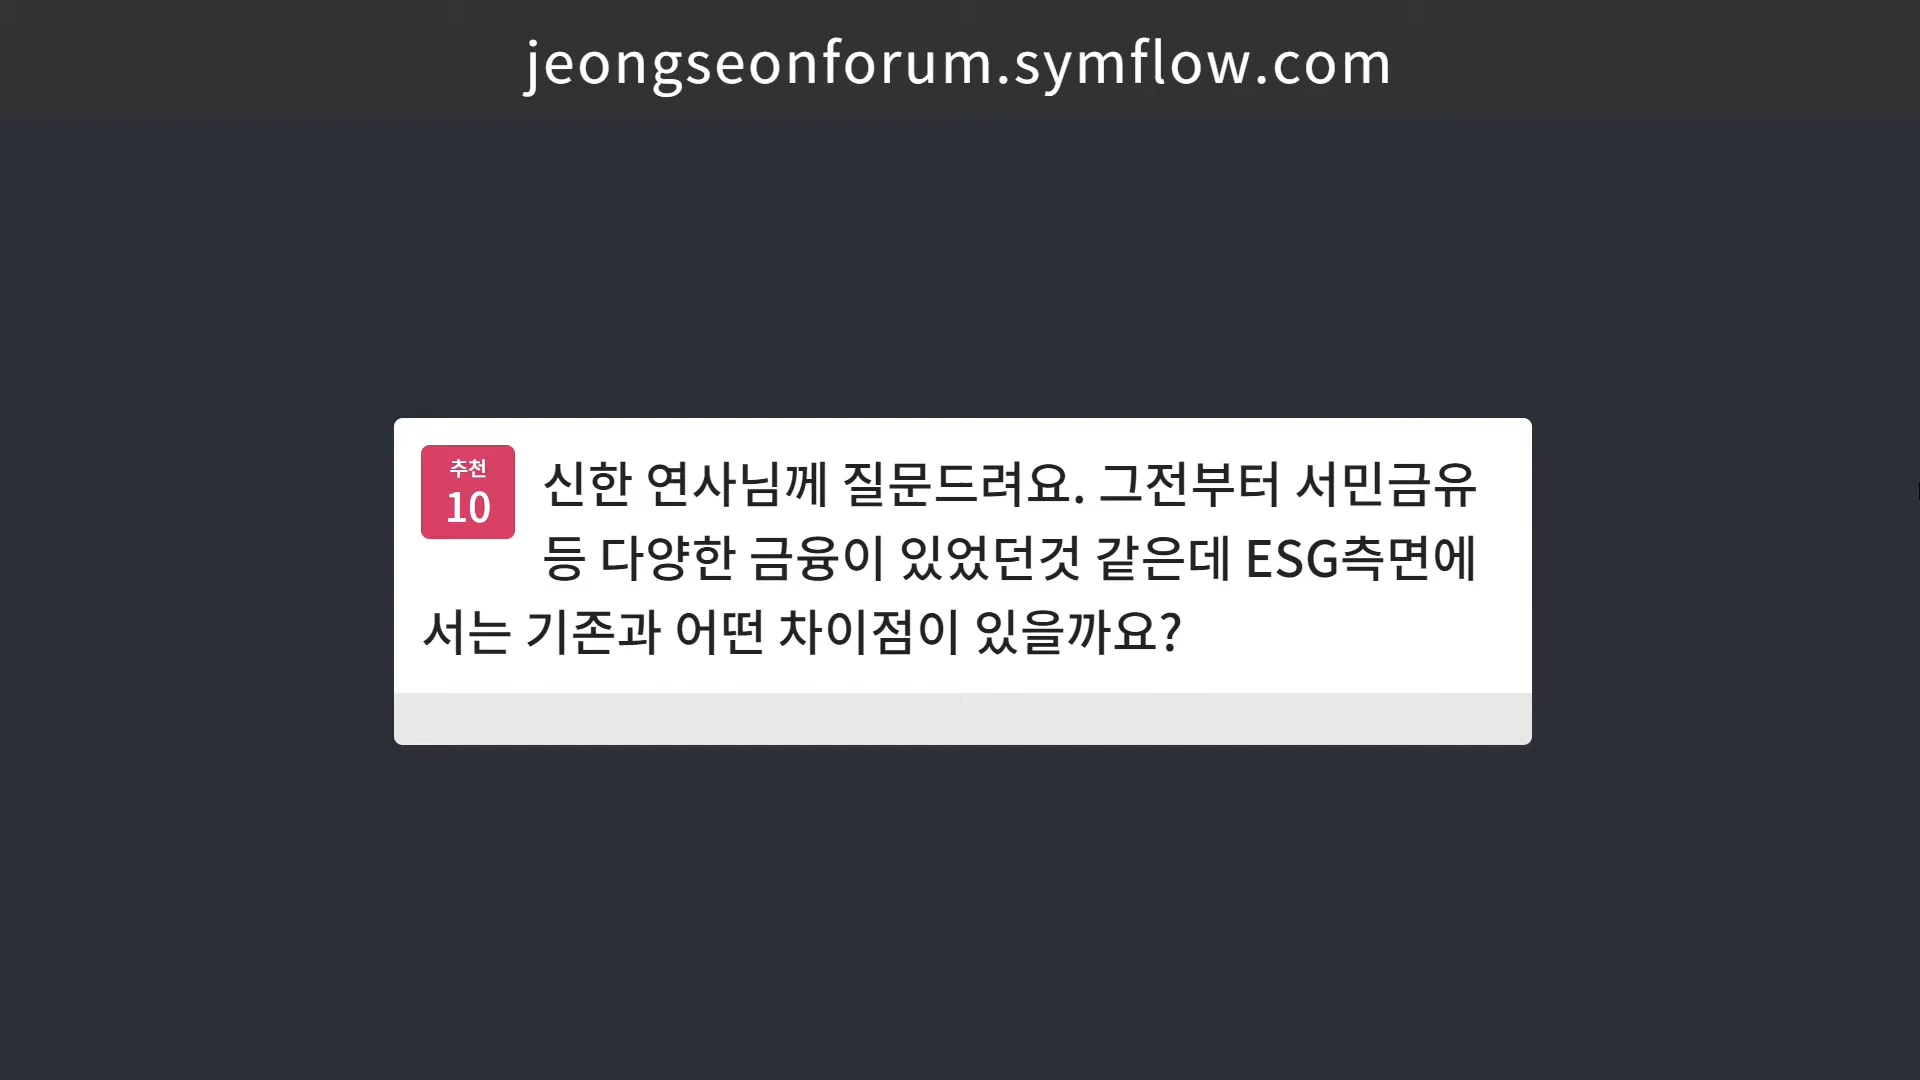 jeongseonforum.symflow.com
추천
10
신한 연사님께 질문드려요. 그전부터 서민금유
등 다양한 금융이 있었던것 같은데 ESG측면에
서는 기존과 어떤 차이점이 있을까요?